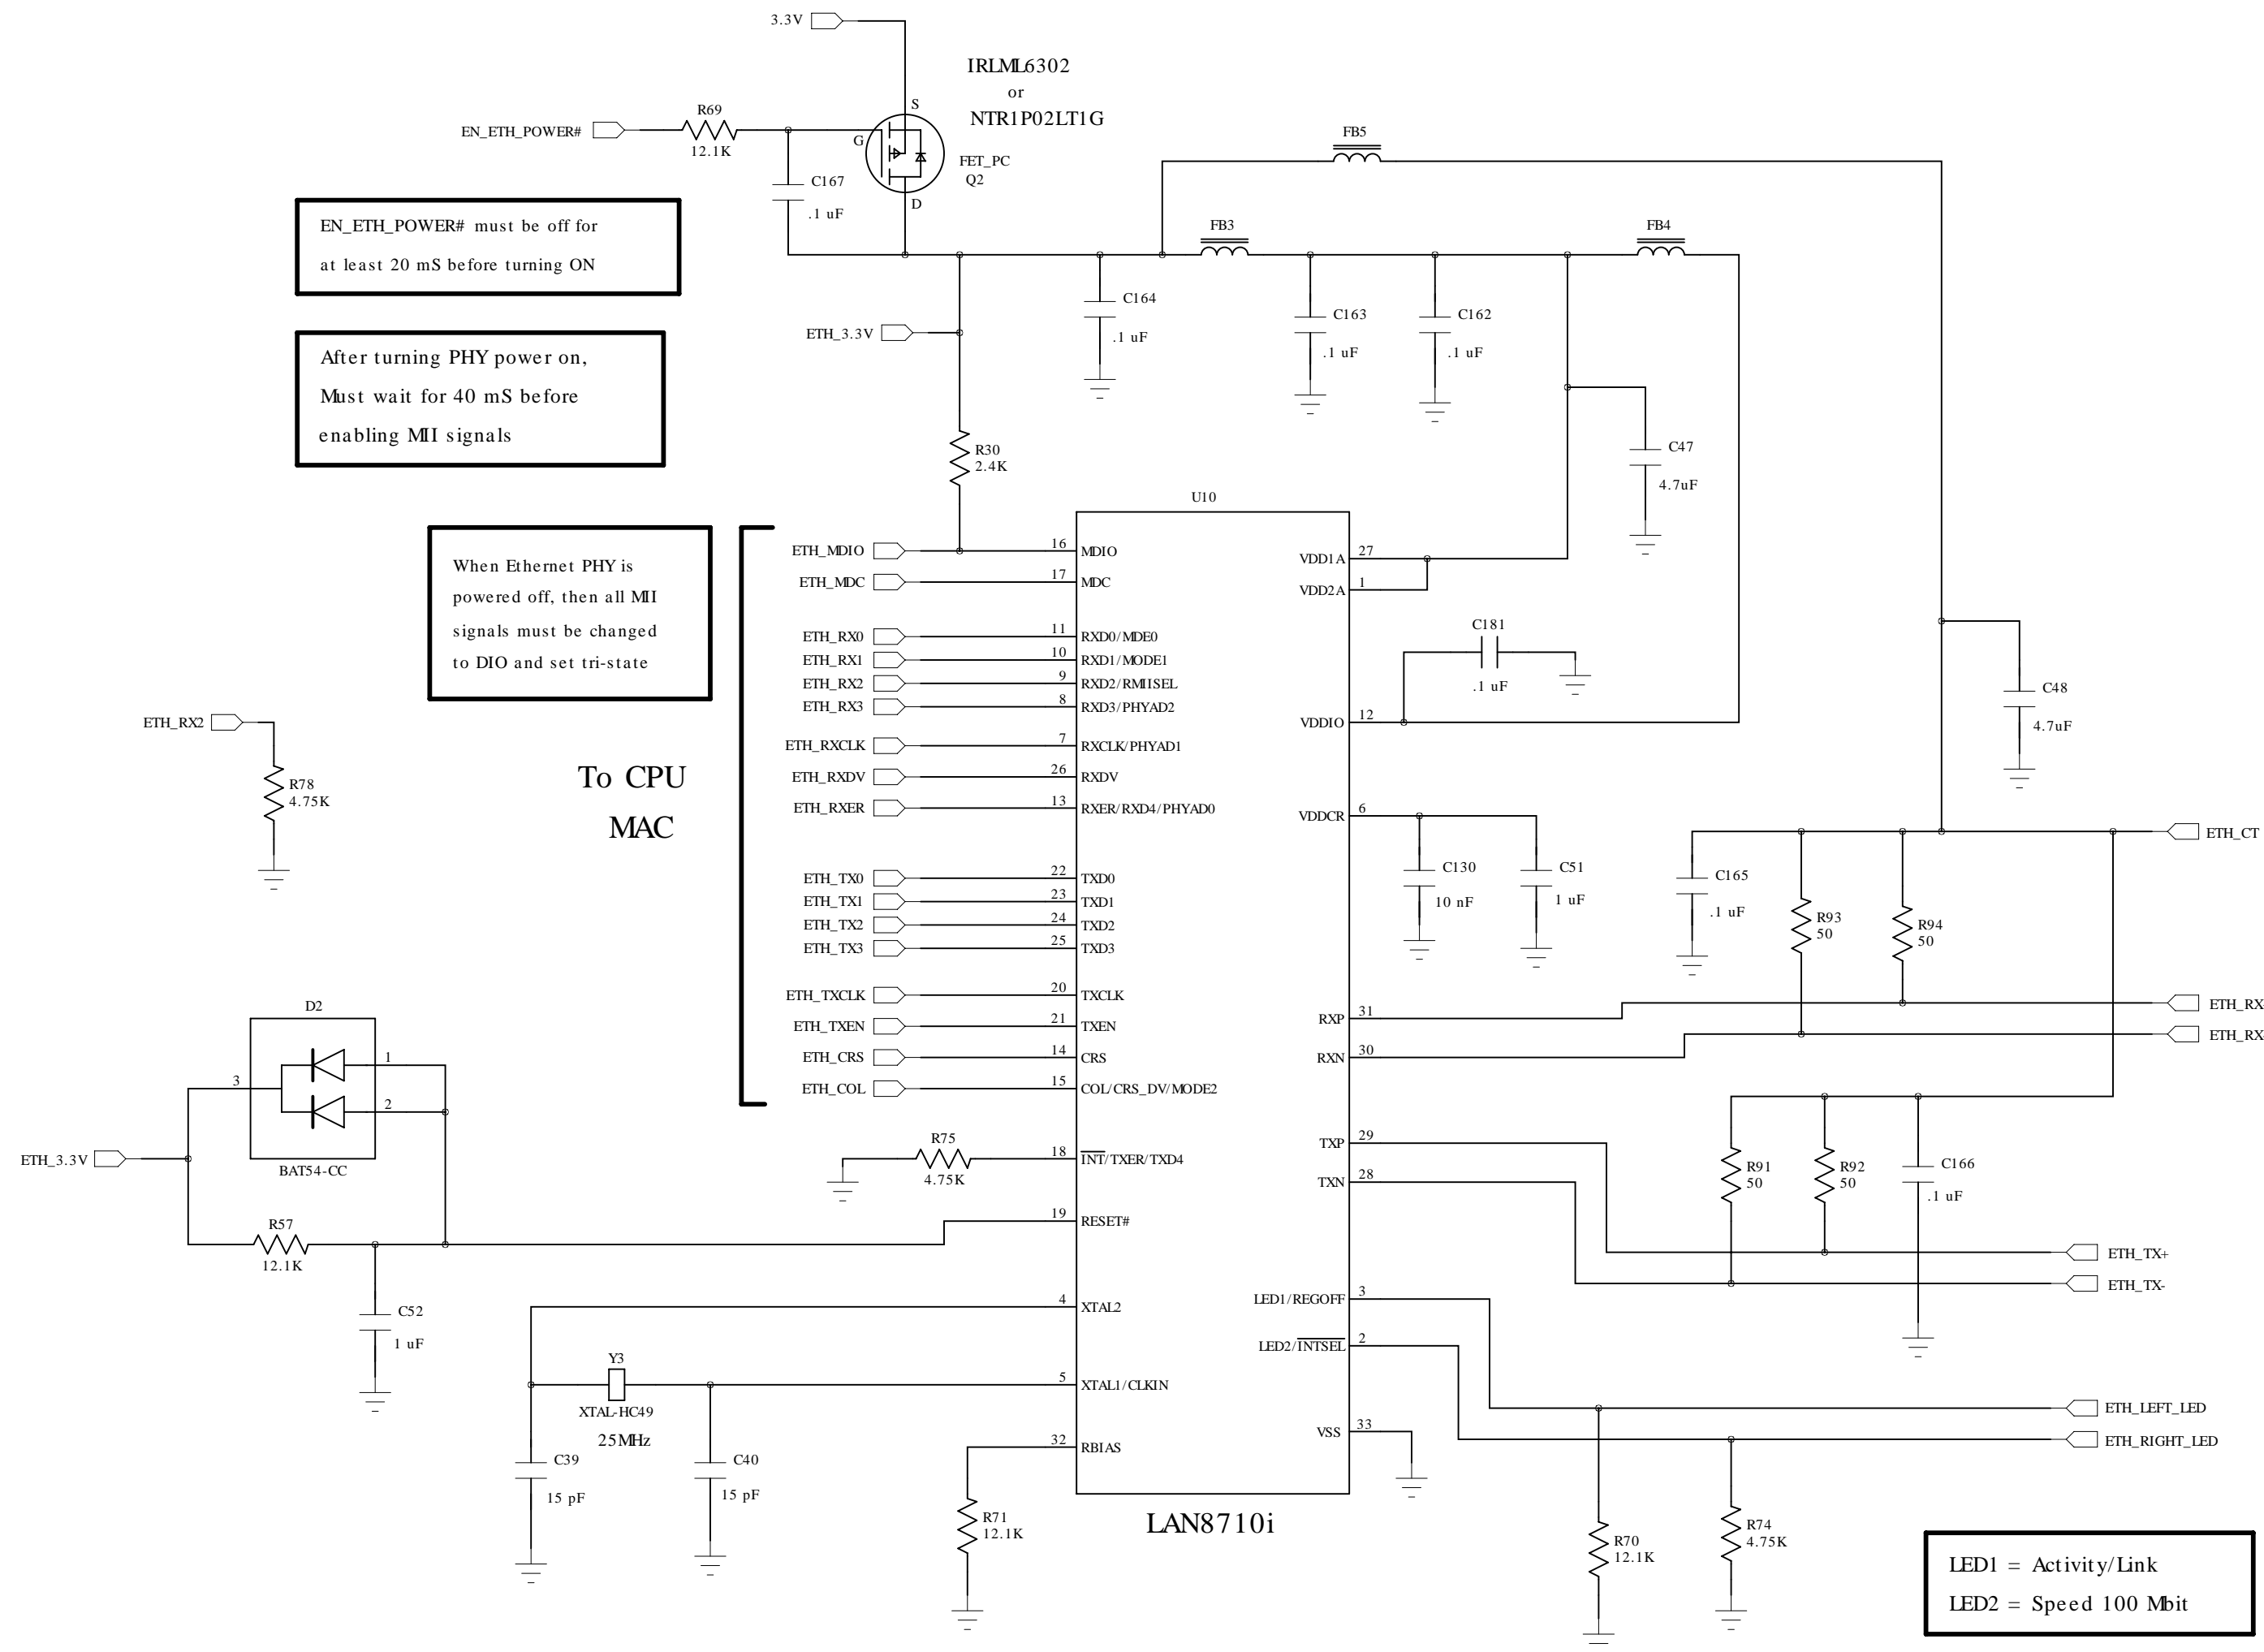 3.3V
IRLML6302
or
NTR1P02LT1G
EN_ETH_POWER#
R69
12.1K
S
G
D
FET_PC
Q2
C167
.1 uF
EN_ETH_POWER# must be off for
at least 20 mS before turning ON
After turning PHY power on,
Must wait for 40 mS before
enabling MII signals
When Ethernet PHY is
powered off, then all MII
signals must be changed
to DIO and set tri-state
FB5
FB3
FB4
ETH_3.3V
C164
.1 uF
C163
.1 uF
C162
.1 uF
C47
4.7uF
R30
2.4K
U10
ETH_MDIO
16
MDIO
ETH_MDC
17
MDC
ETH_RX0
11
RXD0/MDE0
ETH_RX1
10
RXD1/MODE1
ETH_RX2
9
RXD2/RMIISEL
ETH_RX3
8
RXD3/PHYAD2
ETH_RXCLK
7
RXCLK/PHYAD1
ETH_RXDV
26
RXDV
ETH_RXER
13
RXER/RXD4/PHYAD0
ETH_TX0
22
TXD0
ETH_TX1
23
TXD1
ETH_TX2
24
TXD2
ETH_TX3
25
TXD3
ETH_TXCLK
20
TXCLK
ETH_TXEN
21
TXEN
ETH_CRS
14
CRS
ETH_COL
15
COL/CRS_DV/MODE2
To CPU
MAC
ETH_RX2
R78
4.75K
R75
4.75K
18
INT/TXER/TXD4
19
RESET#
4
XTAL2
5
XTAL1/CLKIN
32
RBIAS
D2
1
2
3
BAT54-CC
ETH_3.3V
R57
12.1K
C52
1 uF
Y3
XTAL-HC49
25MHz
C39
15 pF
C40
15 pF
R71
12.1K
LAN8710i
VDD1A
27
VDD2A
1
C181
.1 uF
VDDIO
12
VDDCR
6
C130
10 nF
C51
1 uF
C48
4.7uF
ETH_CT
C165
.1 uF
R93
50
R94
50
RXP
31
ETH_RX
RXN
30
ETH_RX
TXP
29
TXN
28
R91
50
R92
50
C166
.1 uF
ETH_TX+
ETH_TX-
LED1/REGOFF
3
LED2/INTSEL
2
VSS
33
ETH_LEFT_LED
ETH_RIGHT_LED
R70
12.1K
R74
4.75K
LED1 = Activity/Link
LED2 = Speed 100 Mbit